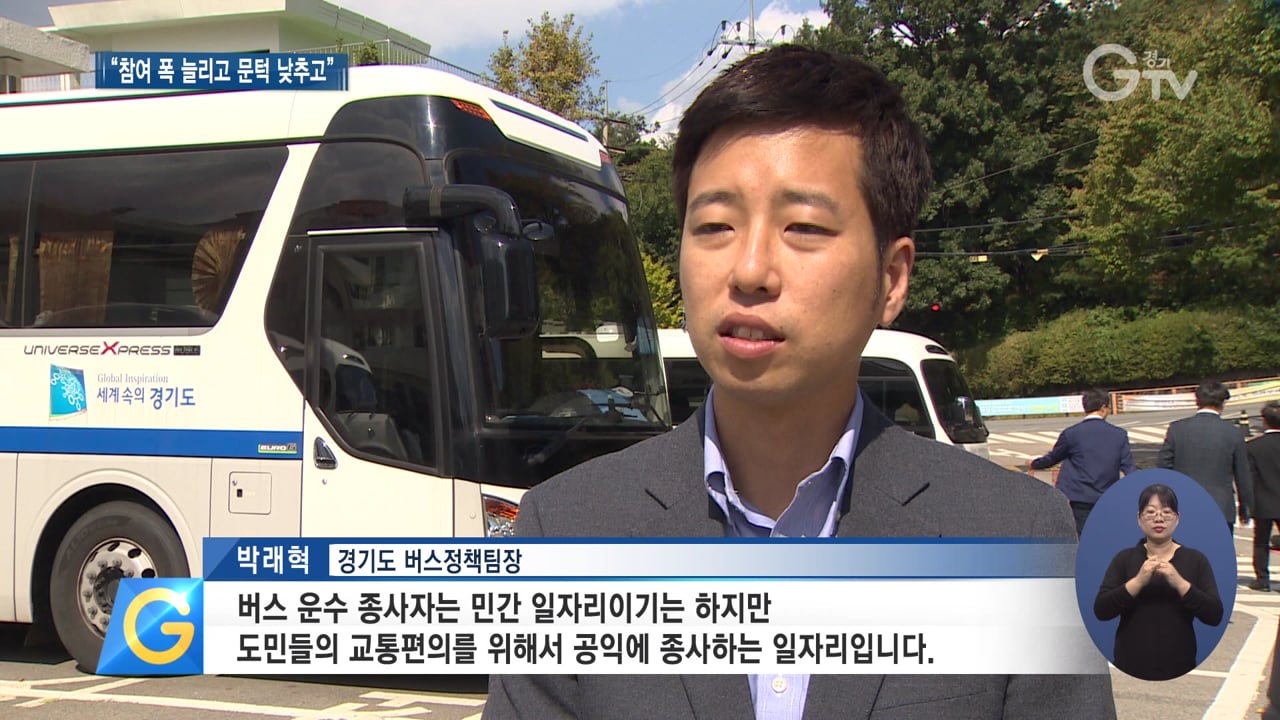 “참여 폭 늘리고 문턱 낮추고”
경기
GTV
UNIVERSE XPRESS
Global Inspiration
세계 속의 경기도
EURO 6
박래혁 경기도 버스정책팀장
G
버스 운수 종사자는 민간 일자리이기는 하지만
도민들의 교통편의를 위해서 공익에 종사하는 일자리입니다.